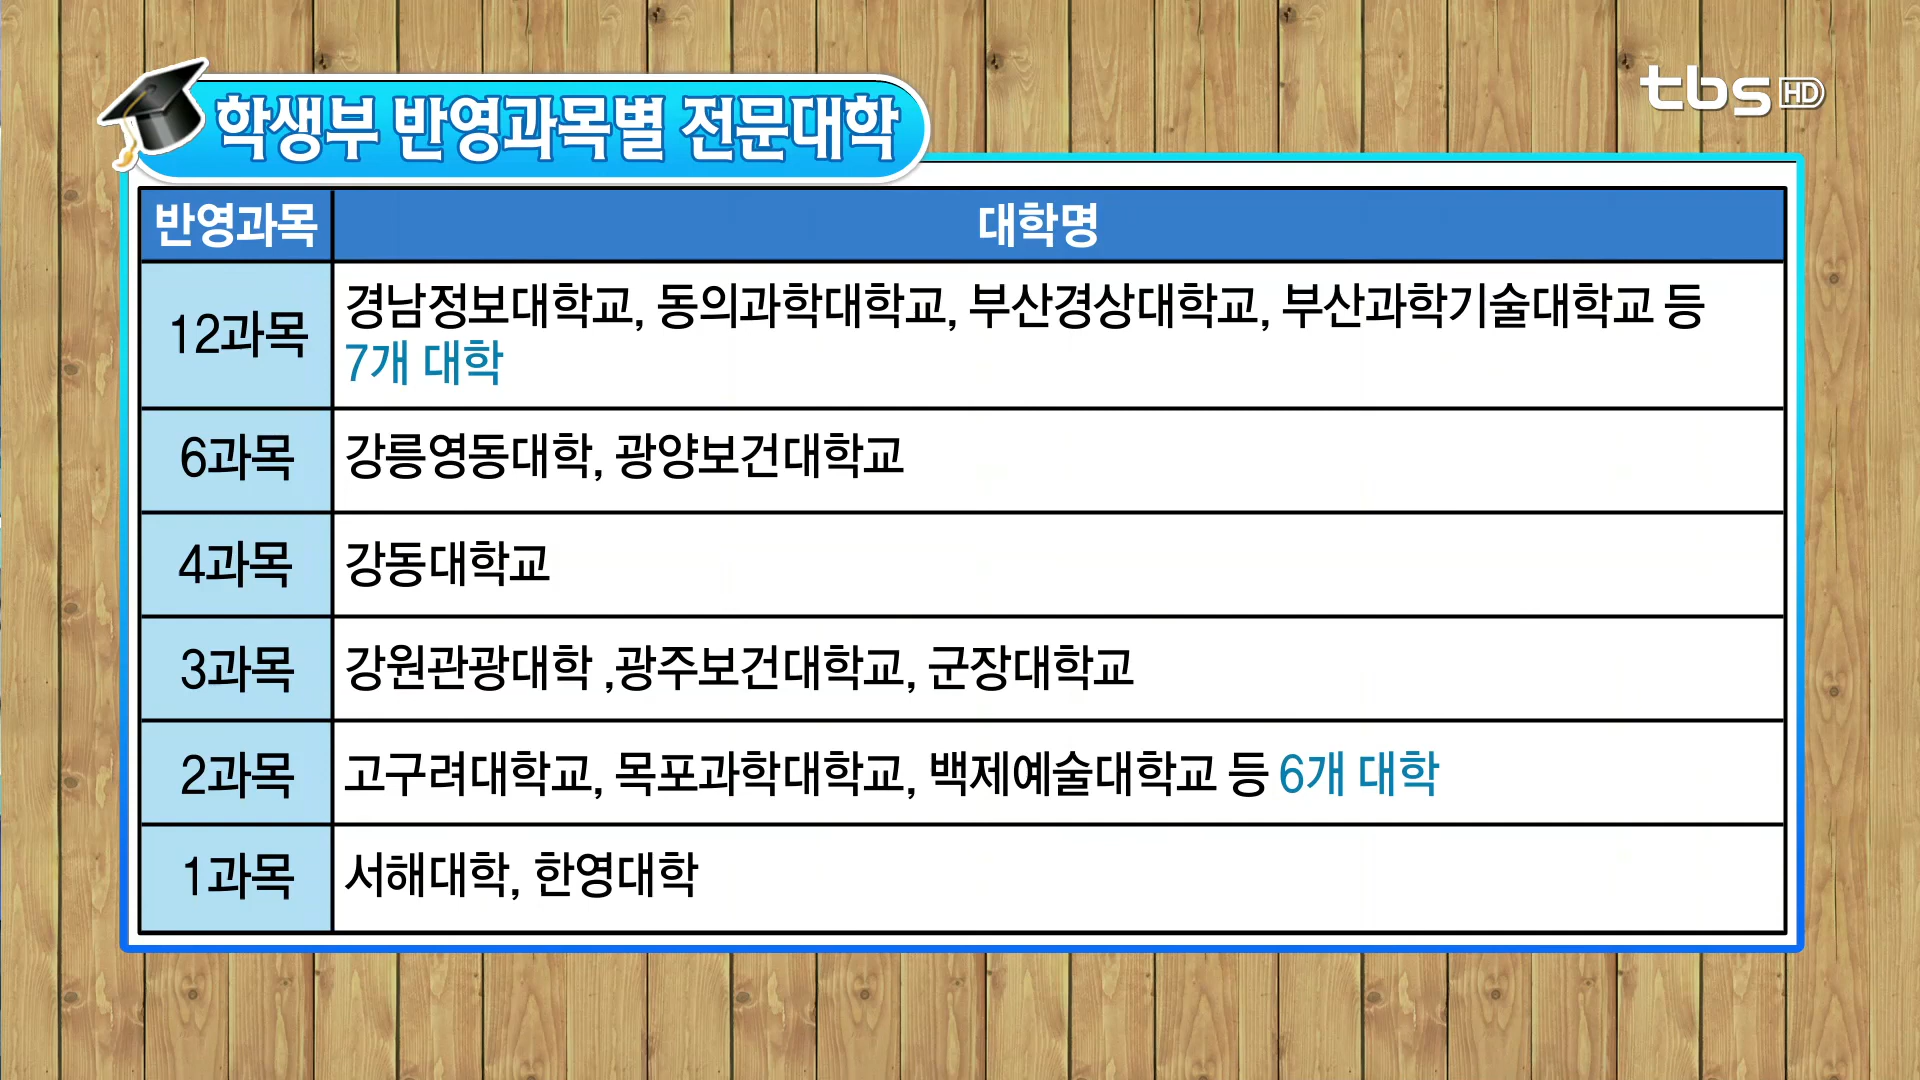 학생부 반영과목별 전문대학
tbs HD
반영과목 대학명
12과목 경남정보대학교, 동의과학대학교, 부산경상대학교, 부산과학기술대학교 등
7개 대학
6과목 강릉영동대학, 광양보건대학교
4과목 강동대학교
3과목 강원관광대학 ,광주보건대학교, 군장대학교
2과목 고구려대학교, 목포과학대학교, 백제예술대학교 등 6개 대학
1과목 서해대학, 한영대학